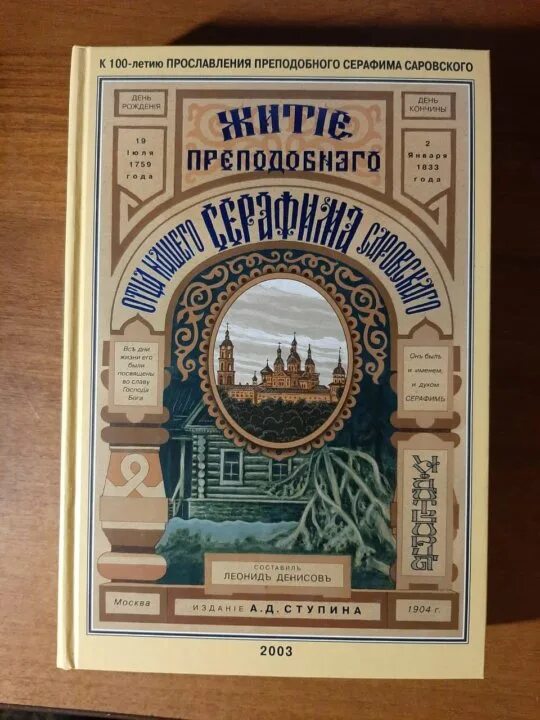 К 100-летию ПРОСЛАВЛЕНИЯ ПРЕПОДОБНОГО СЕРАФИМА САРОВСКОГО
ДЕНЬ
РОЖДЕНІЯ
19
Іюля
1759
года
ЖИТІЕ
ПРЕПОДОБНАГО
ДЕНЬ
КОНЧИНЫ
2
Января
1833
года
ОТЦА НАШЕГО СЕРАФИМА САРОВСКАГО
Всѣ дни
жизни его
были
посвящены
во славу
Господа
Бога
Онъ былъ
и именемъ,
и духомъ
СЕРАФИМЪ
СОСТАВИЛЪ
ЛЕОНИДЪ ДЕНИСОВЪ
Москва
ИЗДАНІЕ А.Д.СТУПИНА
1904 г.
2003